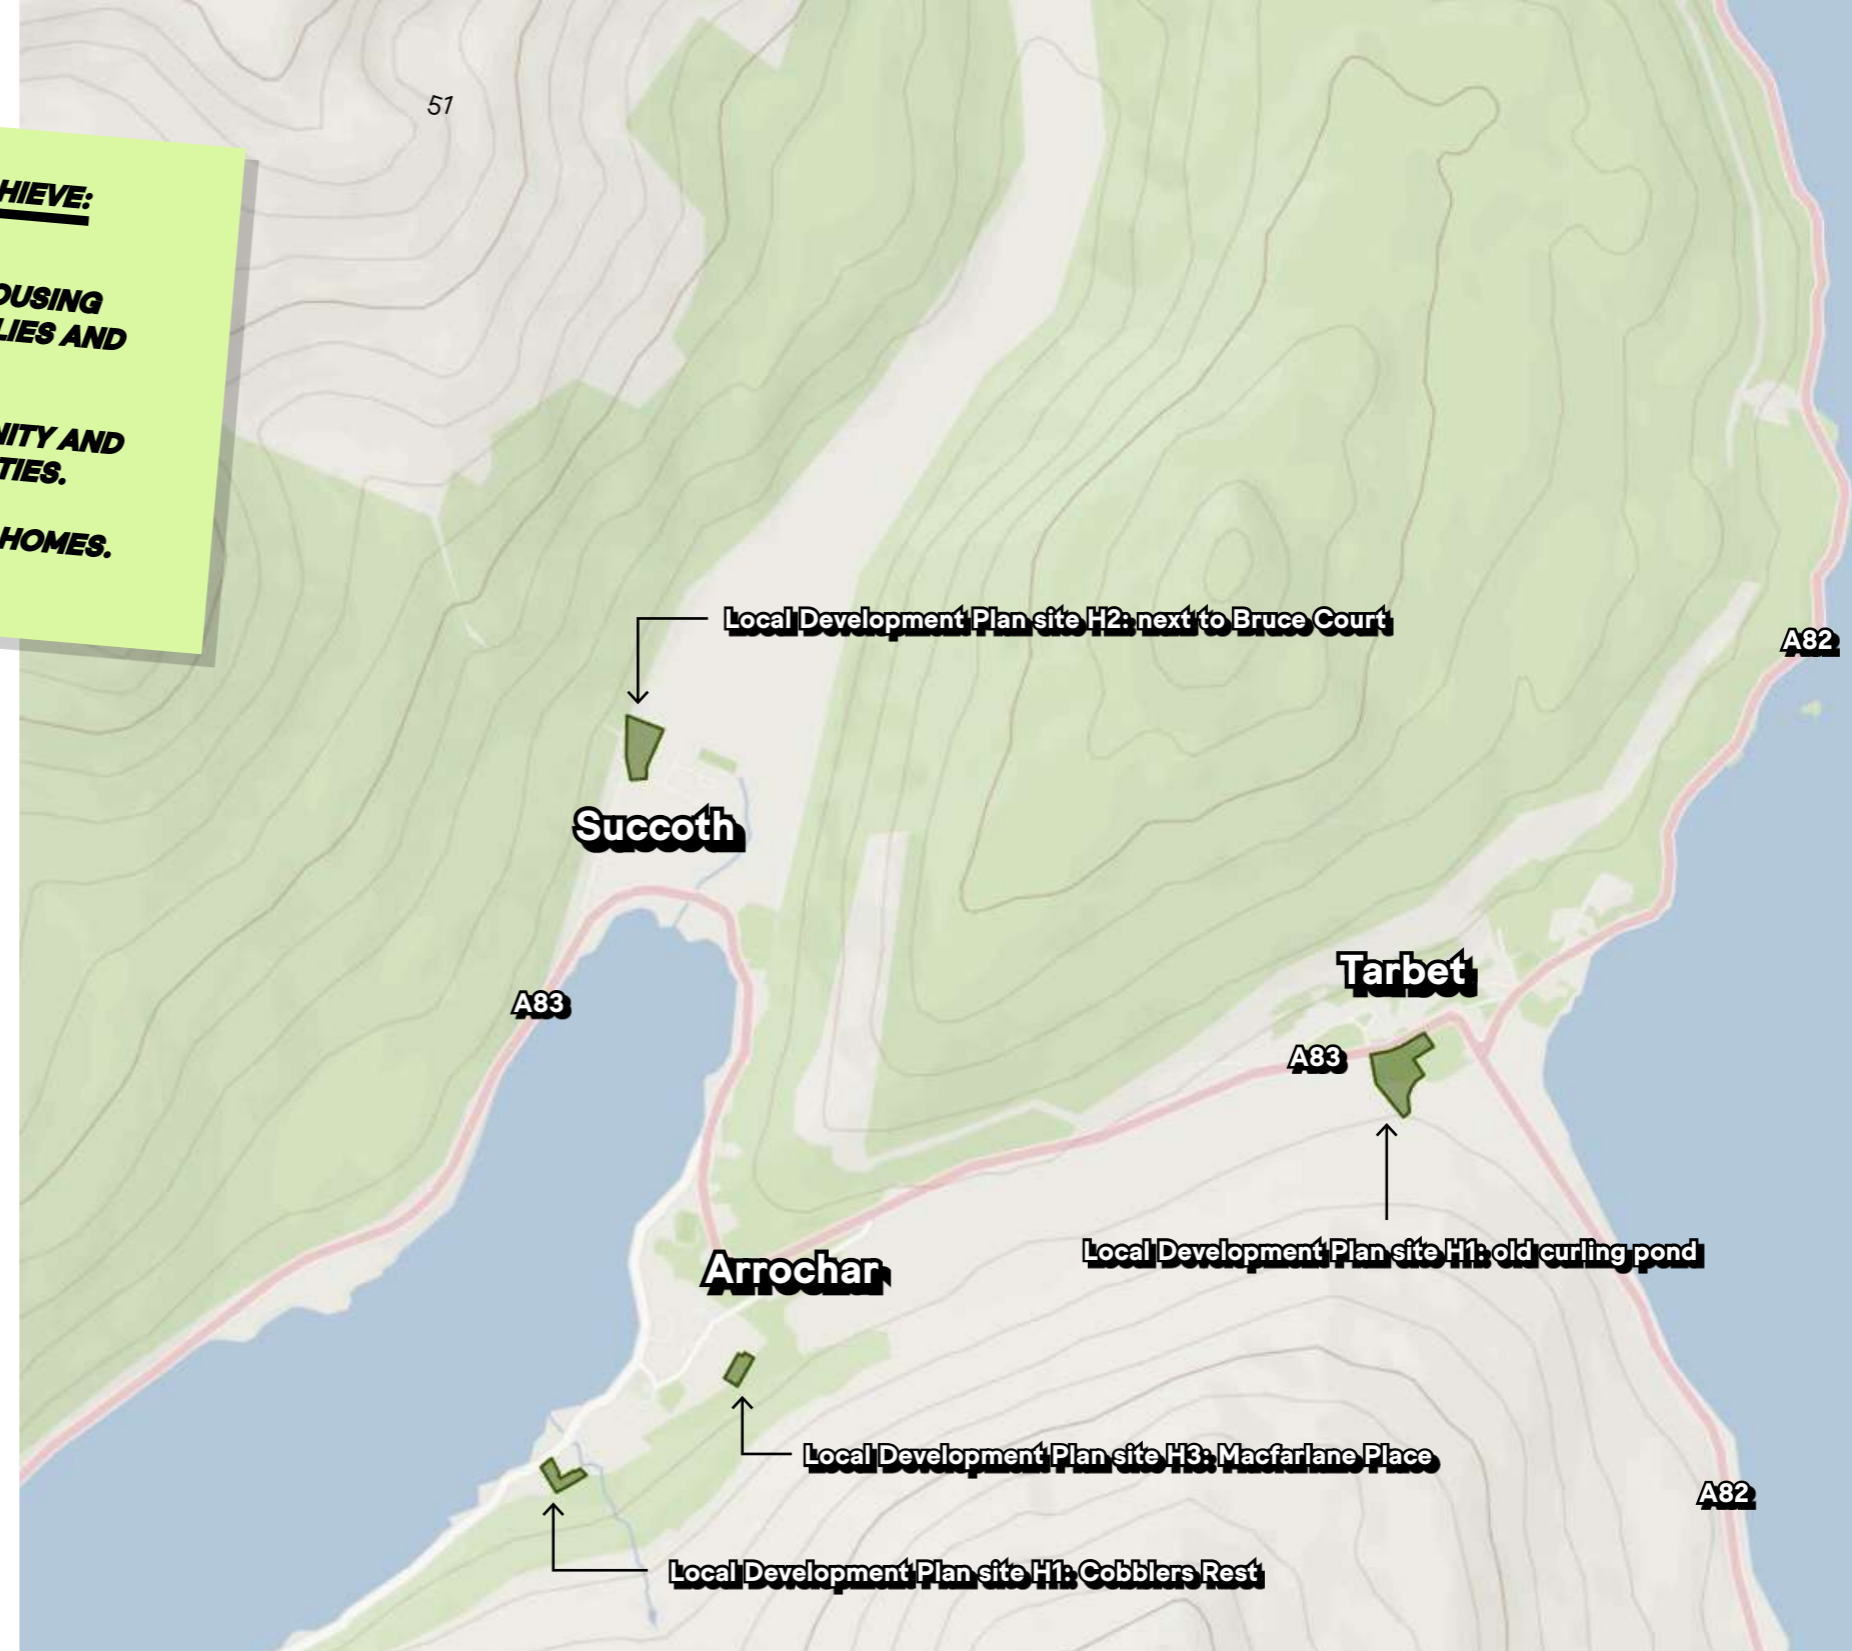 51
HIEVE:
OUSING
LIES AND
NITY AND
TIES.
HOMES.
Local Development Plan site H2: next to Bruce Court
A82
Succoth
Tarbet
A83
A83
Local Development Plan site H1: old curling pond
Arrochar
Local Development Plan site H3: Macfarlane Place
A82
Local Development Plan site H1: Cobblers Rest